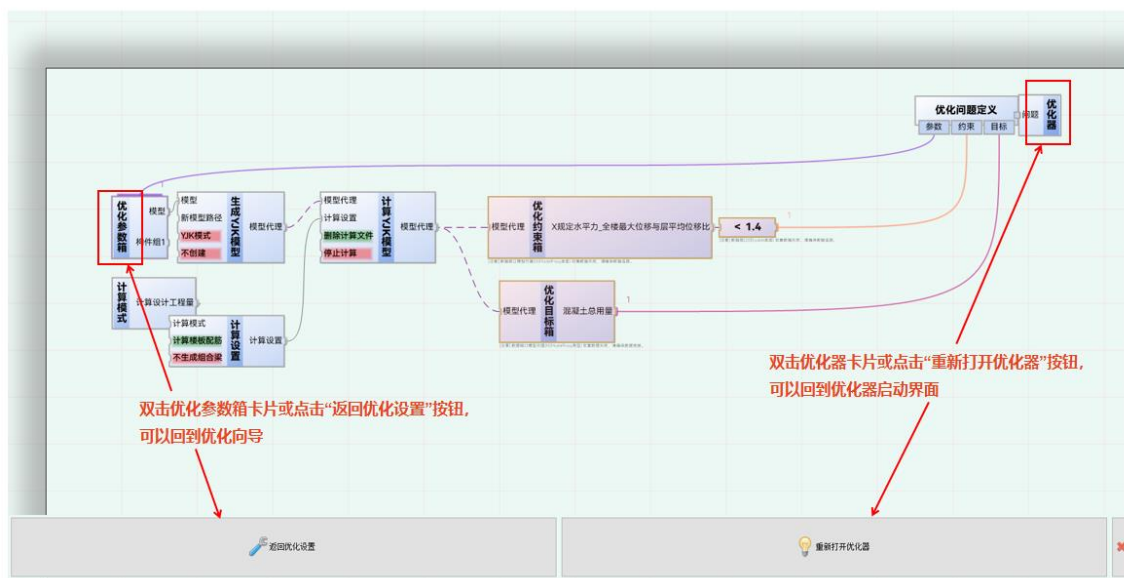 优化问题定义
参数 约束 目标
问题
优化器
1
优化参数箱
模型
构件组1
模型
新模型路径
YJK模式
不创建
生成YJK模型
模型代理
模型代理
计算设置
删除计算文件
停止计算
计算YJK模型
模型代理
模型代理
优化约束箱
X规定水平力_全楼最大位移与层平均位移比
< 1.4
1
计算模式
计算设计工程量
计算模式
计算楼板配筋
不生成组合梁
计算设置
计算设置
模型代理
优化目标箱
混凝土总用量
1
双击优化参数箱卡片或点击“返回优化设置”按钮，
可以回到优化向导
双击优化器卡片或点击“重新打开优化器”按钮，
可以回到优化器启动界面
返回优化设置
重新打开优化器